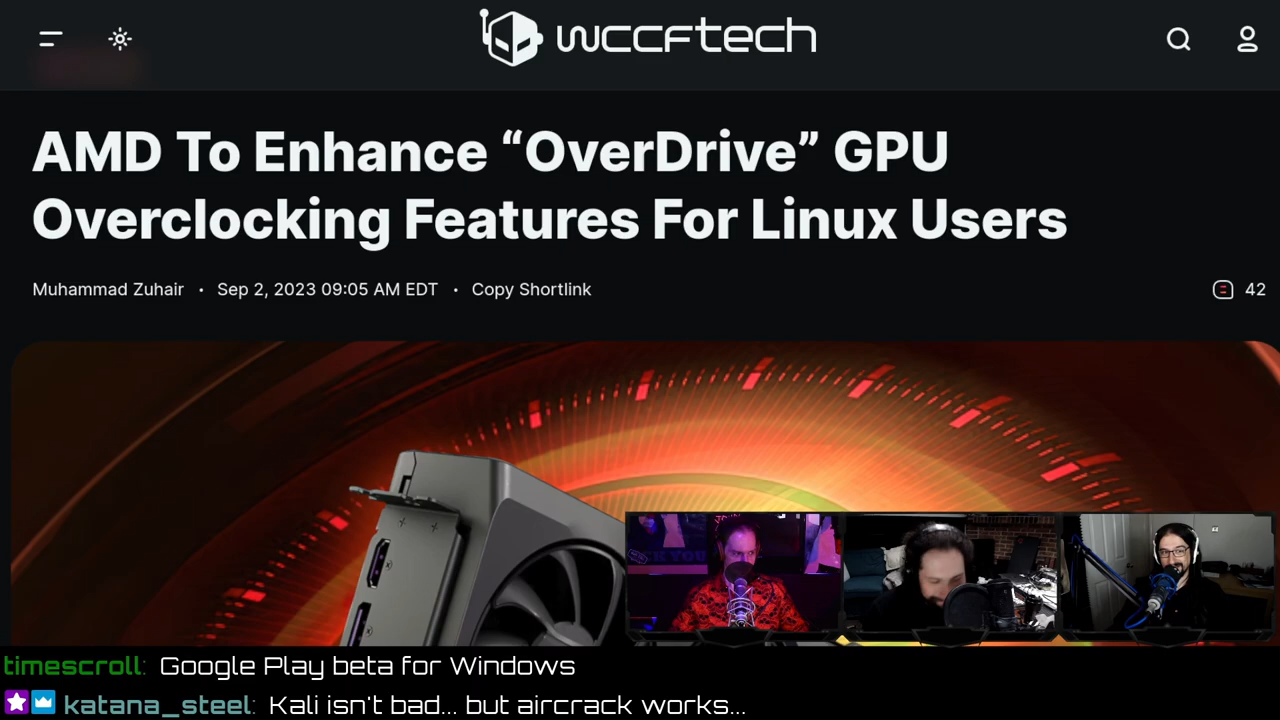 wccftech
AMD To Enhance “OverDrive” GPU
Overclocking Features For Linux Users
Muhammad Zuhair • Sep 2, 2023 09:05 AM EDT • Copy Shortlink
42
timescroll: Google Play beta for Windows
katana_steel: Kali isn't bad... but aircrack works...